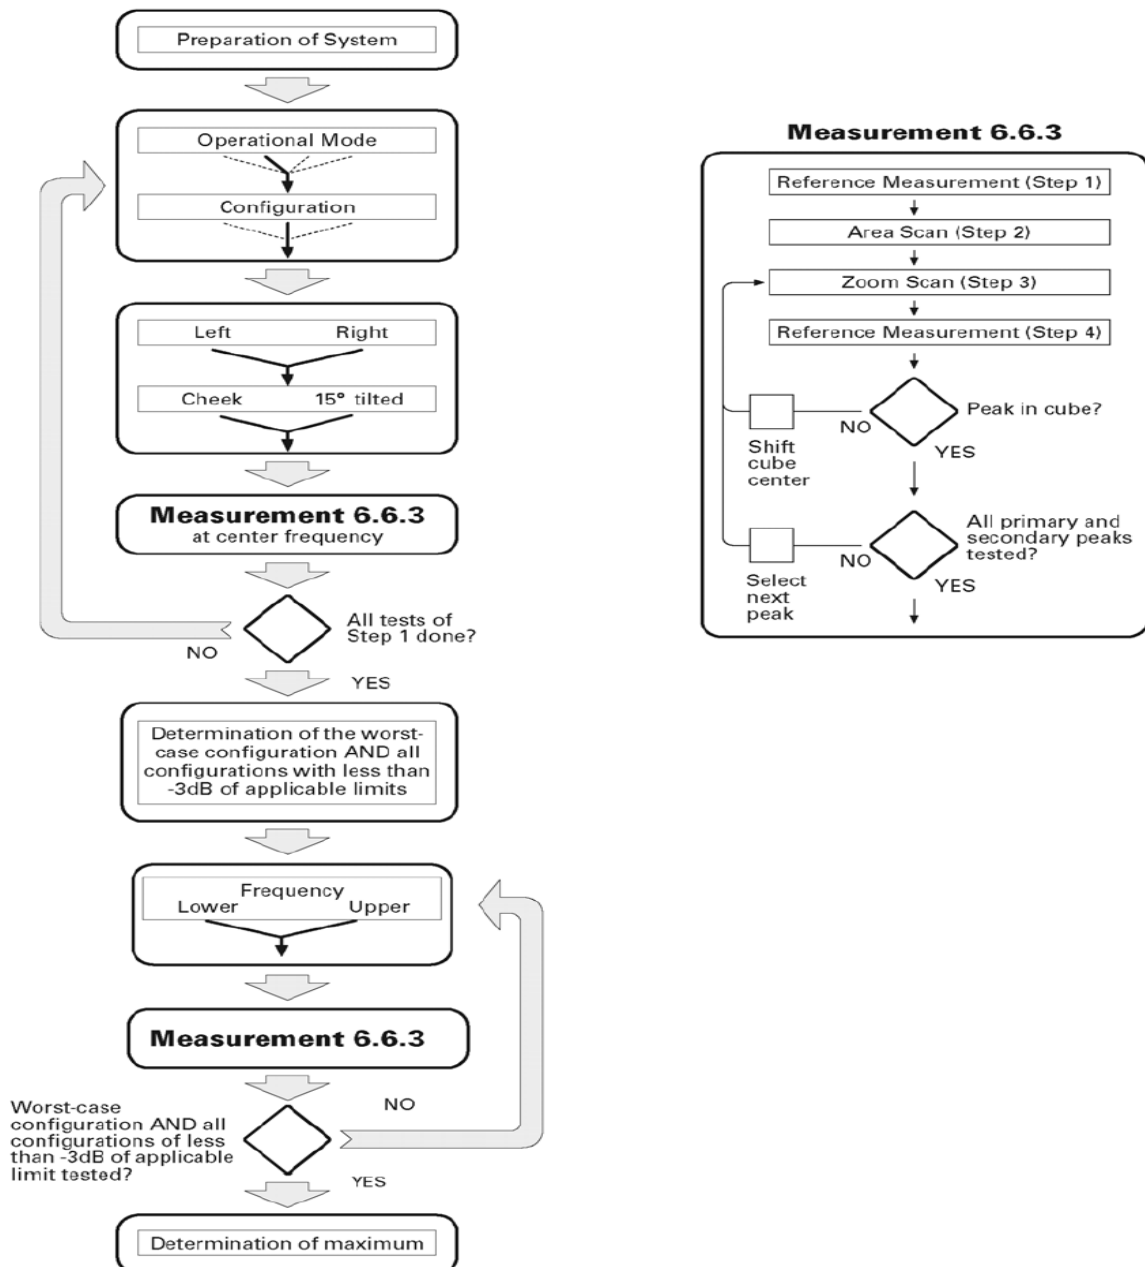 Preparation of System
Operational Mode
Configuration
Left Right
Cheek 15° tilted
Measurement 6.6.3
at center frequency
All tests of
Step 1 done?
NO
YES
Determination of the worst-
case configuration AND all
configurations with less than
-3dB of applicable limits
Frequency
Lower Upper
Measurement 6.6.3
Worst-case
configuration AND all
configurations of less
than -3dB of applicable
limit tested?
NO
YES
Determination of maximum
Measurement 6.6.3
Reference Measurement (Step 1)
Area Scan (Step 2)
Zoom Scan (Step 3)
Reference Measurement (Step 4)
Peak in cube?
NO
YES
Shift
cube
center
All primary and
secondary peaks
tested?
NO
YES
Select
next
peak